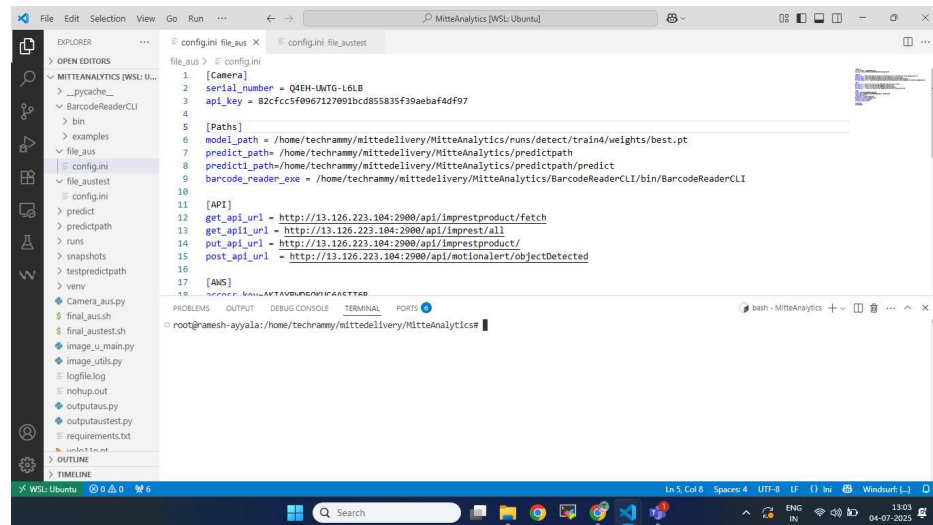 File Edit Selection View Go Run ... MitteAnalytics [WSL: Ubuntu]
EXPLORER ...
OPEN EDITORS
MITTEANALYTICS [WSL: U...
__pycache__
BarcodeReaderCLI
bin
examples
file_aus
config.ini
file_austest
config.ini
predict
predictpath
runs
snapshots
testpredictpath
venv
Camera_aus.py
final_aus.sh
final_austest.sh
image_u_main.py
image_utils.py
logfile.log
nohup.out
outputaus.py
outputaustest.py
requirements.txt
yolo11n.pt
OUTLINE
TIMELINE
config.ini file_aus config.ini file_austest
file_aus > config.ini
1 [Camera]
2 serial_number = Q4EH-UWTG-L6LB
3 api_key = 82cfcc5f0967127091bcd855835f39aebaf4df97
4
5 [Paths]
6 model_path = /home/techrammy/mittedelivery/MitteAnalytics/runs/detect/train4/weights/best.pt
7 predict_path= /home/techrammy/mittedelivery/MitteAnalytics/predictpath
8 predict1_path=/home/techrammy/mittedelivery/MitteAnalytics/predictpath/predict
9 barcode_reader_exe = /home/techrammy/mittedelivery/MitteAnalytics/BarcodeReaderCLI/bin/BarcodeReaderCLI
10
11 [API]
12 get_api_url = http://13.126.223.104:2900/api/imprestproduct/fetch
13 get_api1_url = http://13.126.223.104:2900/api/imprest/all
14 put_api_url = http://13.126.223.104:2900/api/imprestproduct/
15 post_api_url = http://13.126.223.104:2900/api/motionalert/objectDetected
16
17 [AWS]
PROBLEMS OUTPUT DEBUG CONSOLE TERMINAL PORTS 6 bash - MitteAnalytics
root@ramesh-ayyala:/home/techrammy/mittedelivery/MitteAnalytics#
WSL: Ubuntu 0 0 6 Ln 5, Col 8 Spaces: 4 UTF-8 LF {} Ini Windsurf: {...}
Search
ENG
IN
13:03
04-07-2025